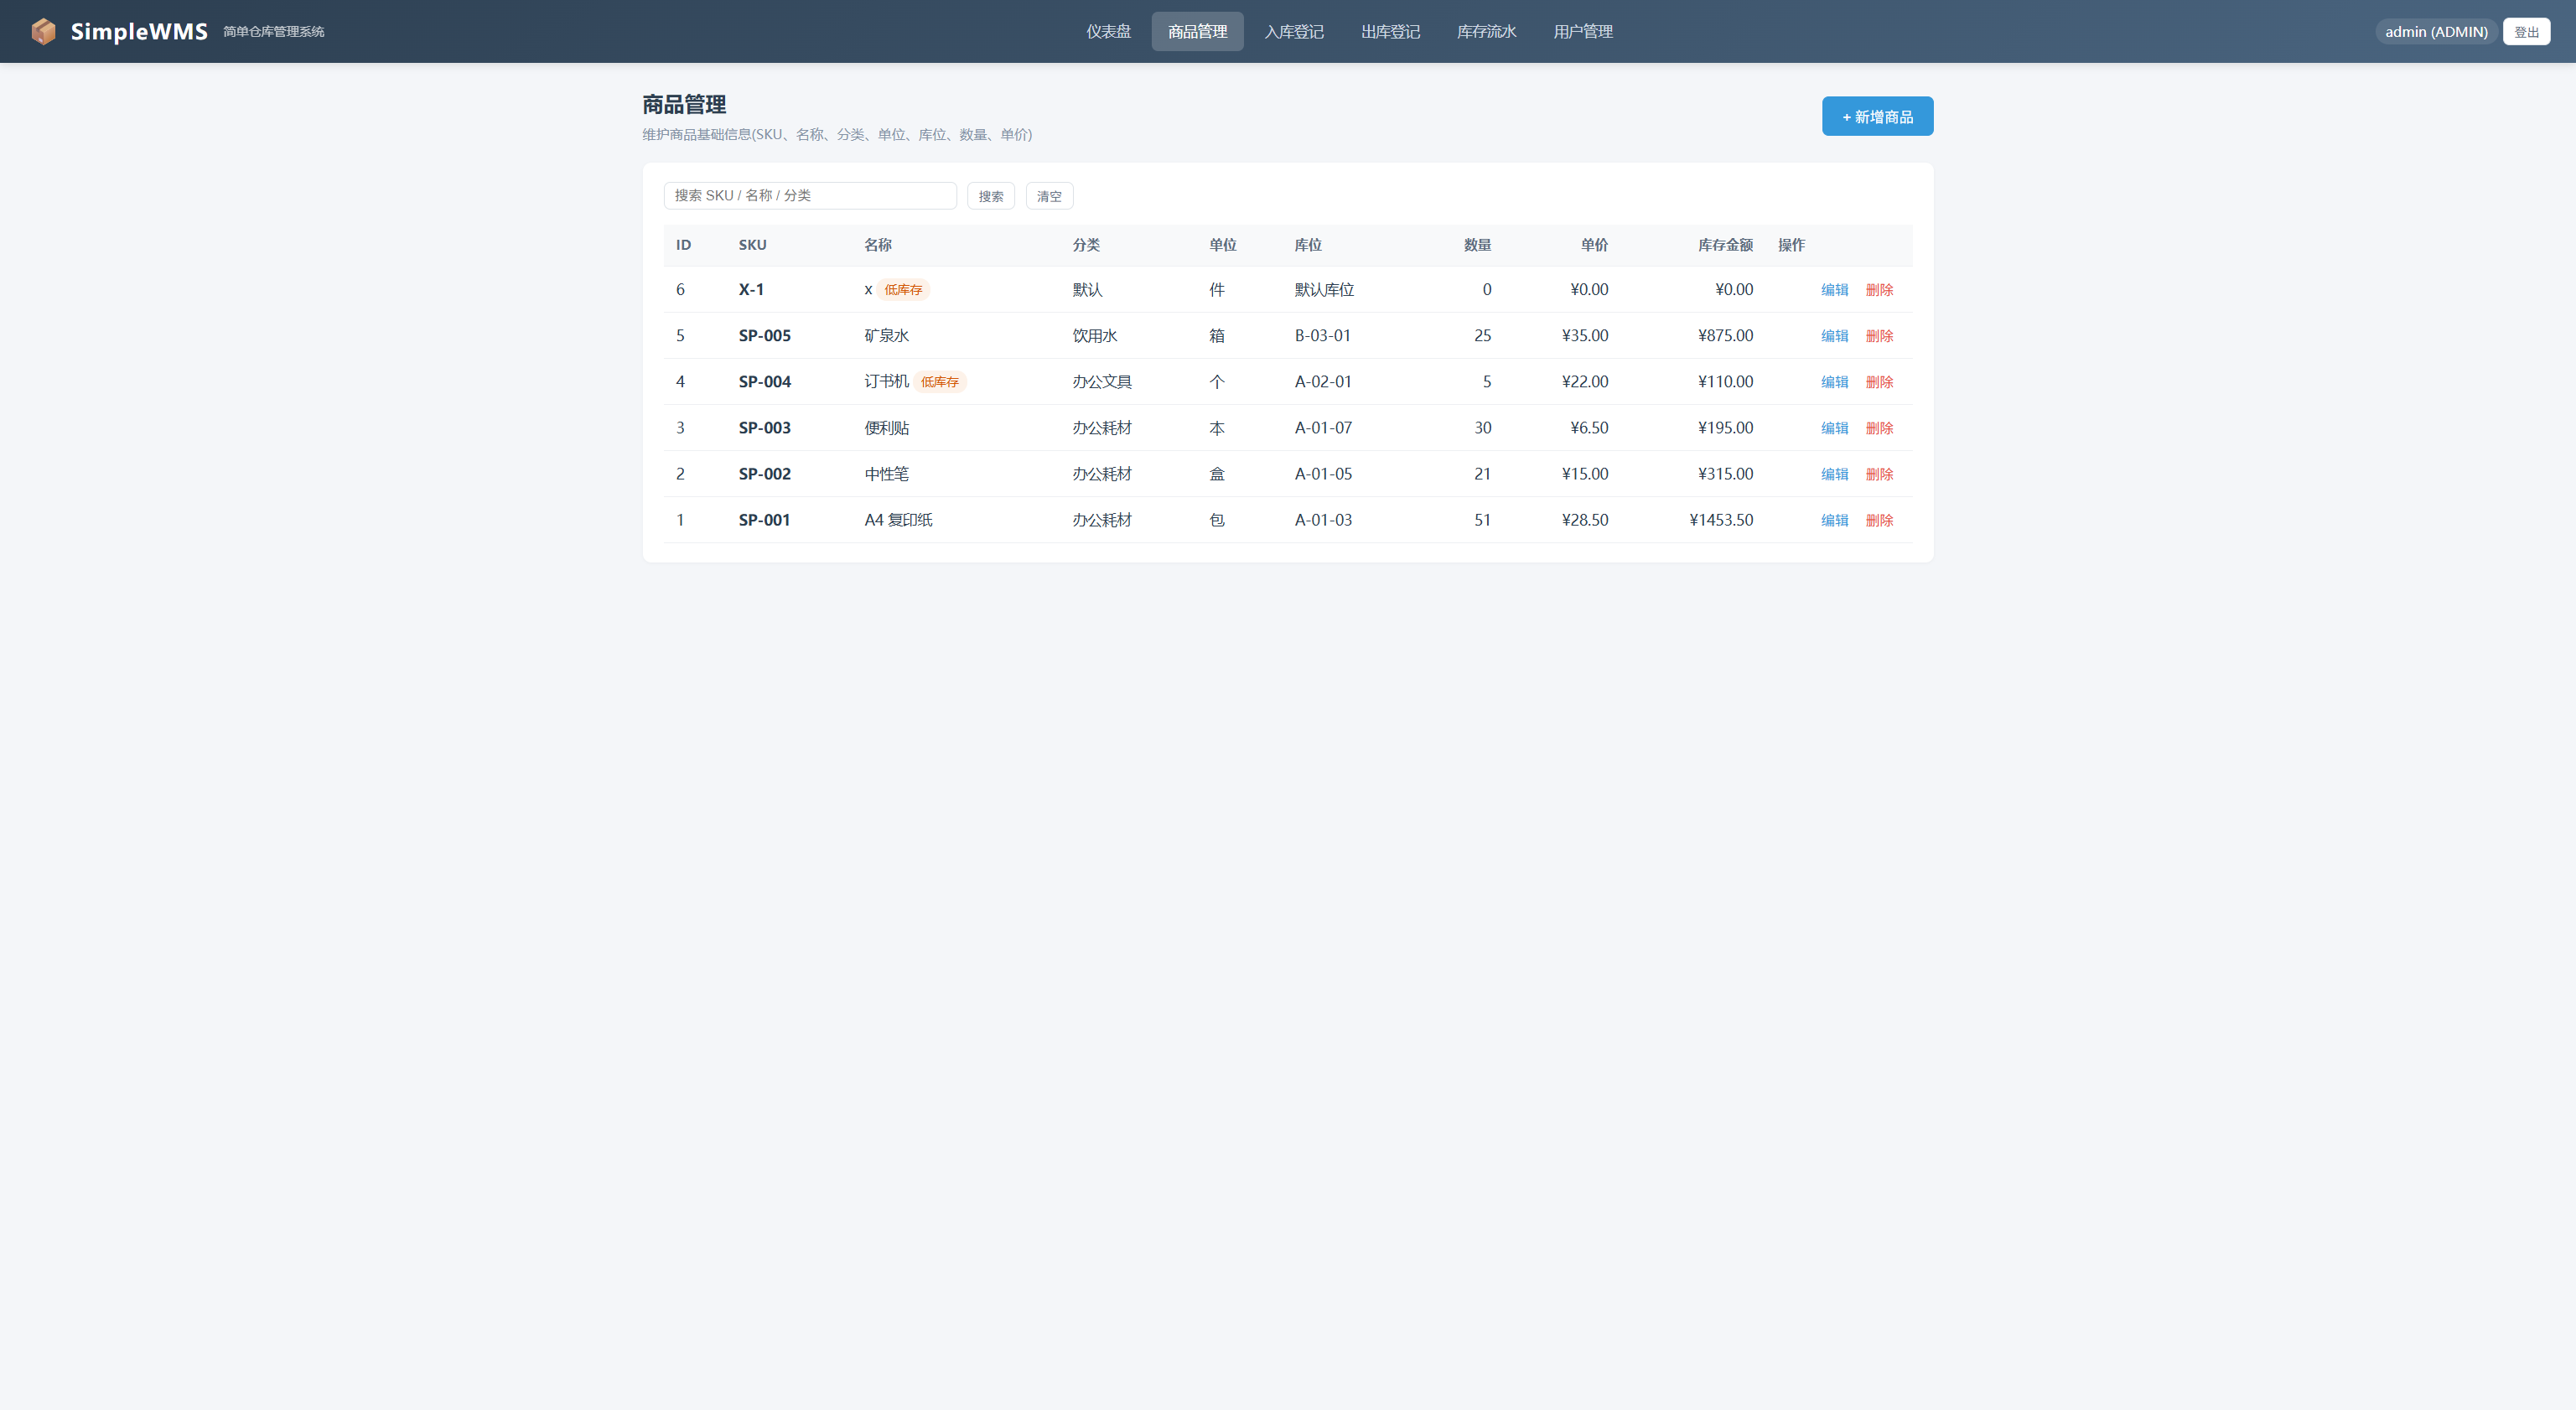 SimpleWMS 简单仓库管理系统 仪表盘 商品管理 入库登记 出库登记 库存流水 用户管理 admin (ADMIN) 登出
商品管理
维护商品基础信息(SKU、名称、分类、单位、库位、数量、单价)
+ 新增商品
搜索 SKU / 名称 / 分类 搜索 清空
ID SKU 名称 分类 单位 库位 数量 单价 库存金额 操作
6 X-1 x 低库存 默认 件 默认库位 0 ¥0.00 ¥0.00 编辑 删除
5 SP-005 矿泉水 饮用水 箱 B-03-01 25 ¥35.00 ¥875.00 编辑 删除
4 SP-004 订书机 低库存 办公文具 个 A-02-01 5 ¥22.00 ¥110.00 编辑 删除
3 SP-003 便利贴 办公耗材 本 A-01-07 30 ¥6.50 ¥195.00 编辑 删除
2 SP-002 中性笔 办公耗材 盒 A-01-05 21 ¥15.00 ¥315.00 编辑 删除
1 SP-001 A4 复印纸 办公耗材 包 A-01-03 51 ¥28.50 ¥1453.50 编辑 删除